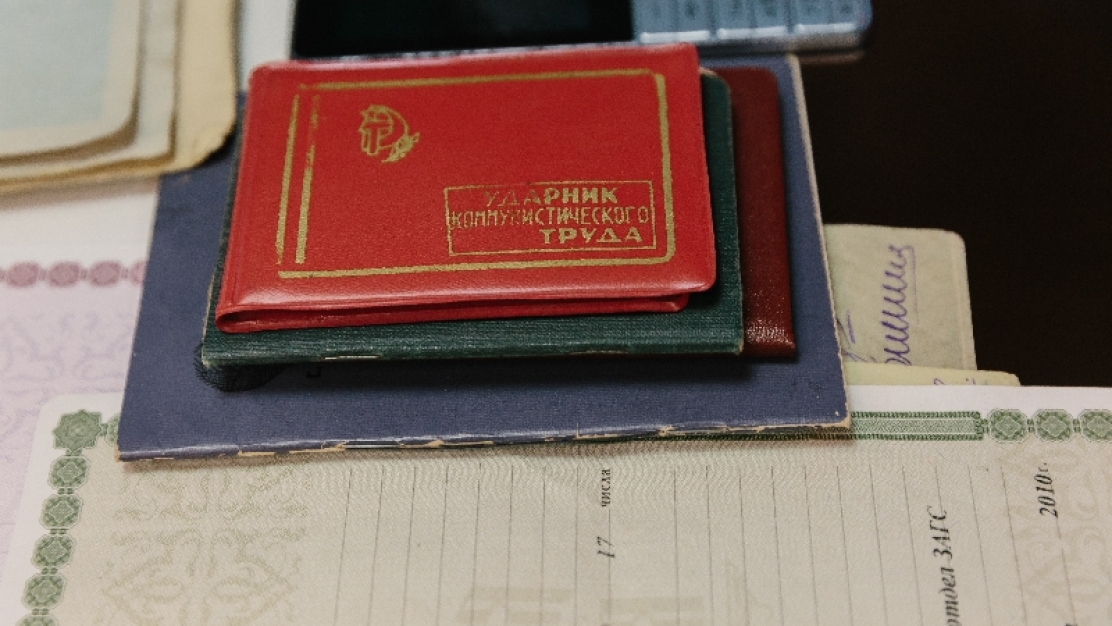 УДАРНИК
КОММУНИСТИЧЕСКОГО
ТРУДА
17 числа
отдел ЗАГС
2010г.